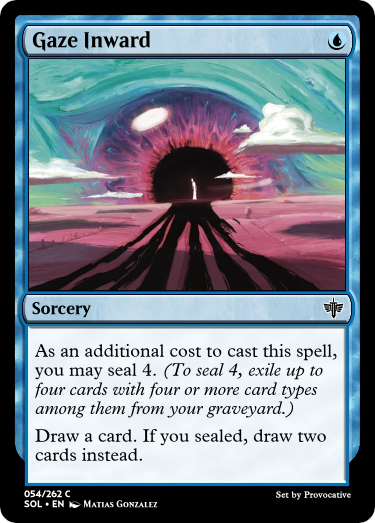 Gaze Inward
Sorcery
As an additional cost to cast this spell,
you may seal 4. (To seal 4, exile up to
four cards with four or more card types
among them from your graveyard.)
Draw a card. If you sealed, draw two
cards instead.
054/262 C
SOL • EN Matias Gonzalez
Set by Provocative